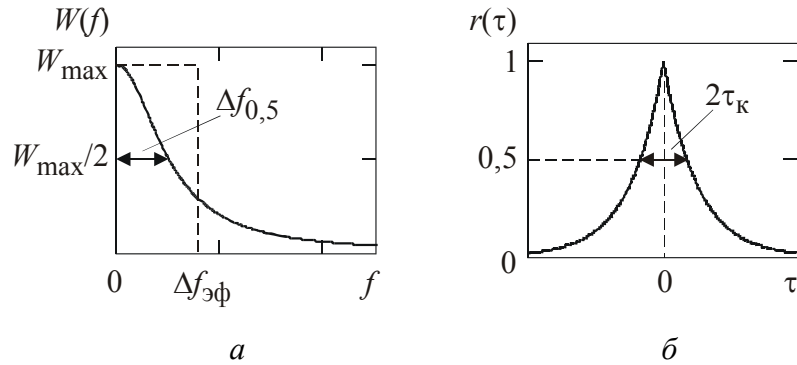 W(f)
W_max
Δf_0,5
W_max/2
0
Δf_эф
f
а
r(τ)
1
2τ_к
0,5
0
0
τ
б